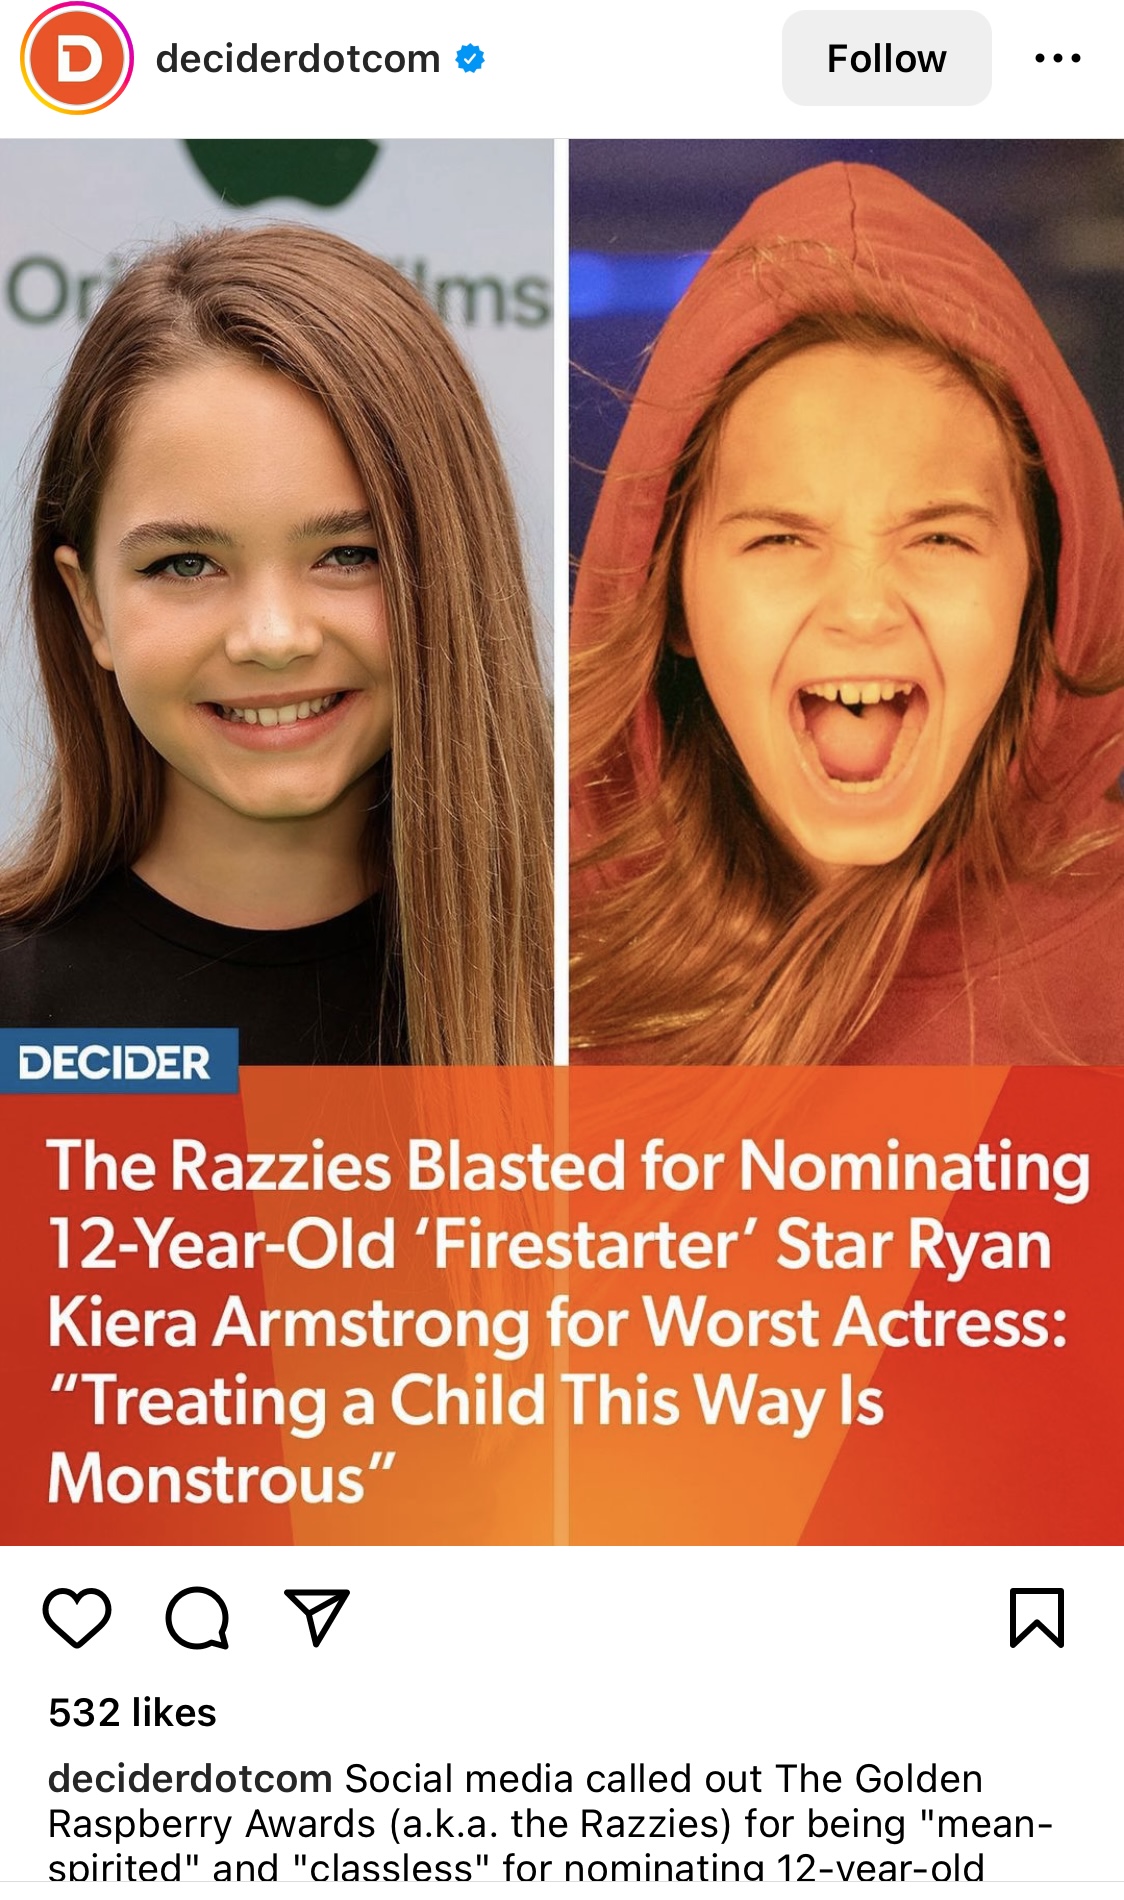 deciderdotcom
Follow
Ori lms
DECIDER
The Razzies Blasted for Nominating
12-Year-Old ‘Firestarter’ Star Ryan
Kiera Armstrong for Worst Actress:
“Treating a Child This Way Is
Monstrous”
532 likes
deciderdotcom Social media called out The Golden
Raspberry Awards (a.k.a. the Razzies) for being "mean-
spirited" and "classless" for nominating 12-year-old